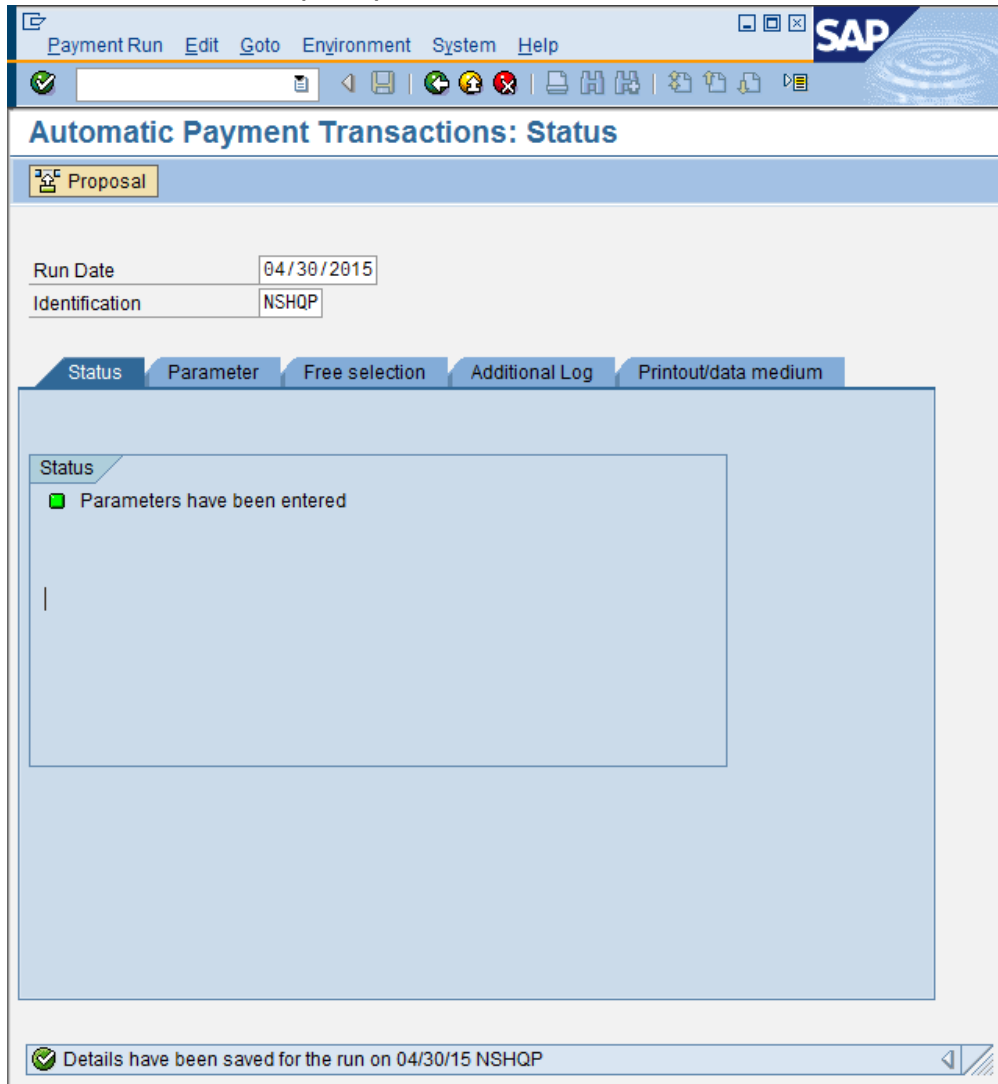 Payment Run Edit Goto Environment System Help
SAP
Automatic Payment Transactions: Status
Proposal
Run Date 04/30/2015
Identification NSHQP
Status Parameter Free selection Additional Log Printout/data medium
Status
Parameters have been entered
Details have been saved for the run on 04/30/15 NSHQP